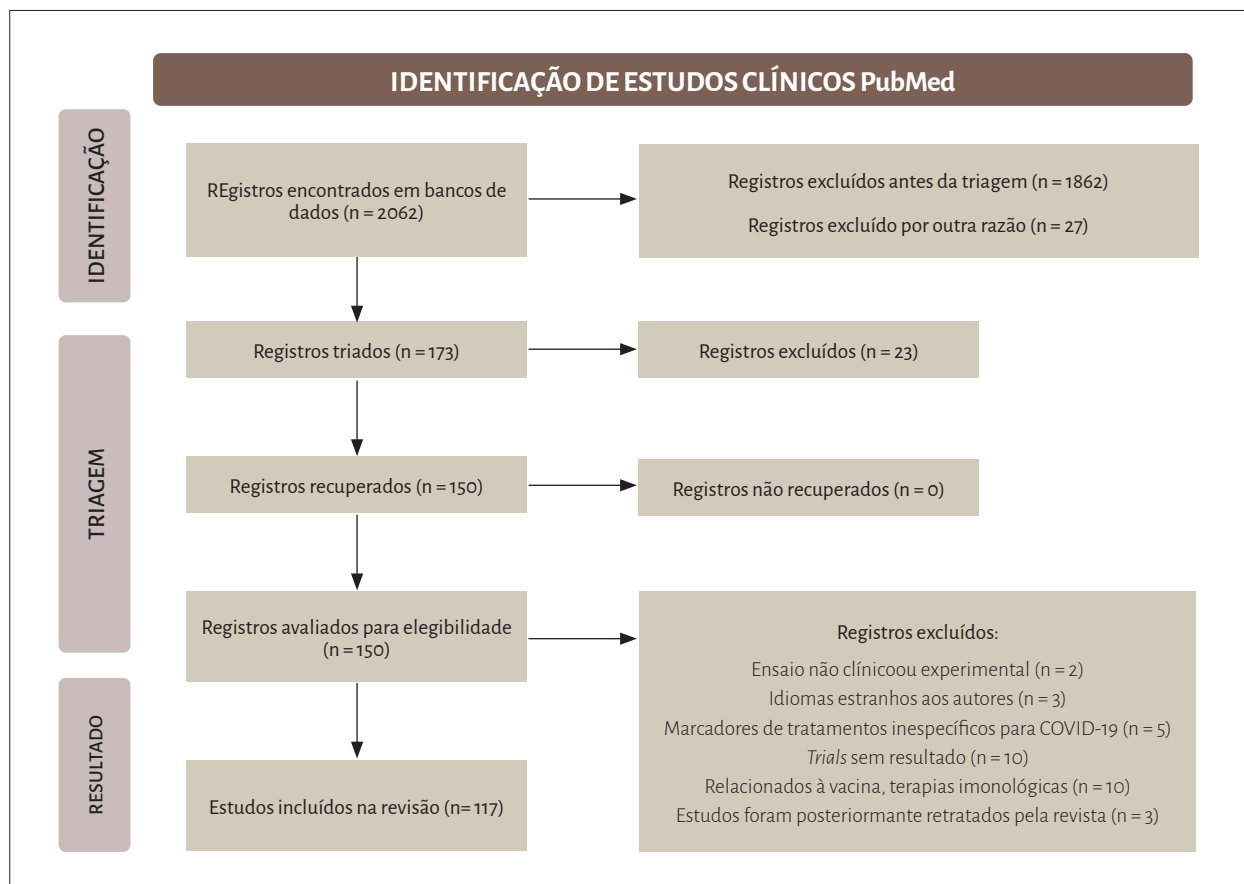 IDENTIFICAÇÃO DE ESTUDOS CLÍNICOS PubMed
IDENTIFICAÇÃO
REgistros encontrados em bancos de
dados (n = 2062)
Registros excluídos antes da triagem (n = 1862)
Registros excluído por outra razão (n = 27)
TRIAGEM
Registros triados (n = 173)
Registros excluídos (n = 23)
Registros recuperados (n = 150)
Registros não recuperados (n = 0)
Registros avaliados para elegibilidade
(n = 150)
Registros excluídos:
Ensaio não clínicoou experimental (n = 2)
Idiomas estranhos aos autores (n = 3)
Marcadores de tratamentos inespecíficos para COVID-19 (n = 5)
Trials sem resultado (n = 10)
Relacionados à vacina, terapias imonológicas (n = 10)
Estudos foram posteriormante retratados pela revista (n = 3)
RESULTADO
Estudos incluídos na revisão (n= 117)